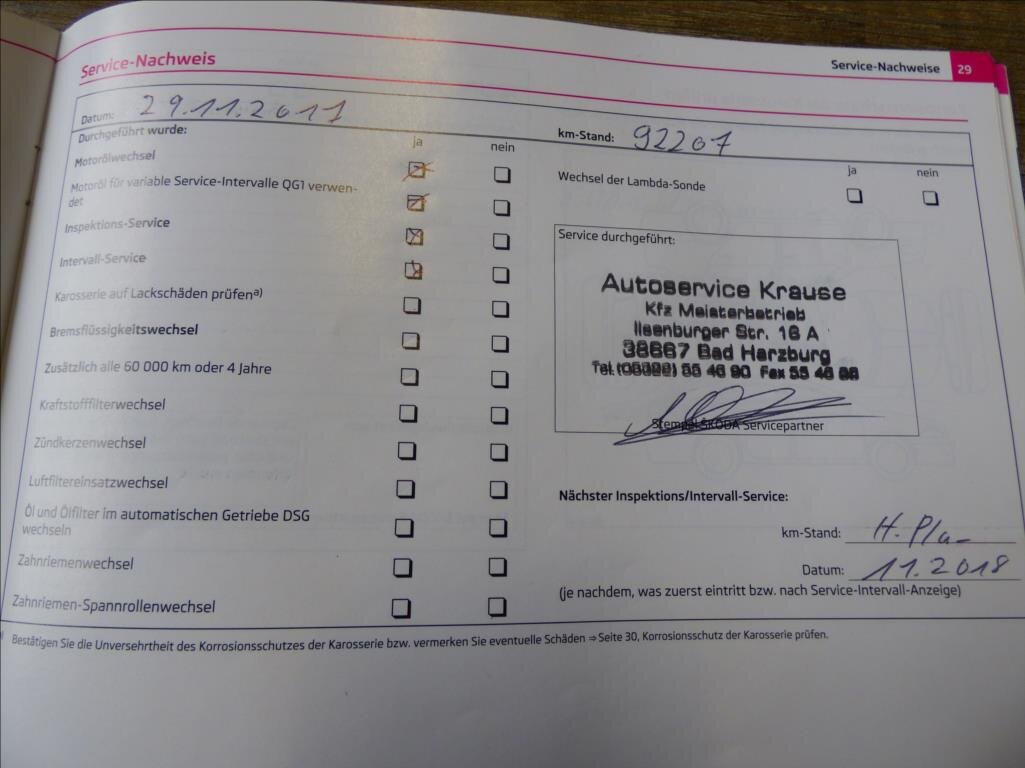 Service-Nachweis
Service-Nachweise 29
Datum: 29.11.2017
km-Stand: 92207
Durchgeführt wurde:
ja nein
Motorölwechsel
Motoröl für variable Service-Intervalle QG1 verwen-
det
Inspektions-Service
Intervall-Service
Karosserie auf Lackschäden prüfena)
Bremsflüssigkeitswechsel
Zusätzlich alle 60 000 km oder 4 Jahre
Kraftstofffilterwechsel
Zündkerzenwechsel
Luftfiltereinsatzwechsel
Öl und Ölfilter im automatischen Getriebe DSG
wechseln
Zahnriemenwechsel
Zahnriemen-Spannrollenwechsel
ja nein
Wechsel der Lambda-Sonde
Service durchgeführt:
Autoservice Krause
Kfz Meisterbetrieb
Ilsenburger Str. 16 A
38667 Bad Harzburg
Tel. 55 46 90 Fax 55 46 98
Stempel ŠKODA Servicepartner
Nächster Inspektions/Intervall-Service:
km-Stand:
Datum: 11.2018
(je nachdem, was zuerst eintritt bzw. nach Service-Intervall-Anzeige)
Bestätigen Sie die Unversehrtheit des Korrosionsschutzes der Karosserie bzw. vermerken Sie eventuelle Schäden ⇒ Seite 30, Korrosionsschutz der Karosserie prüfen.